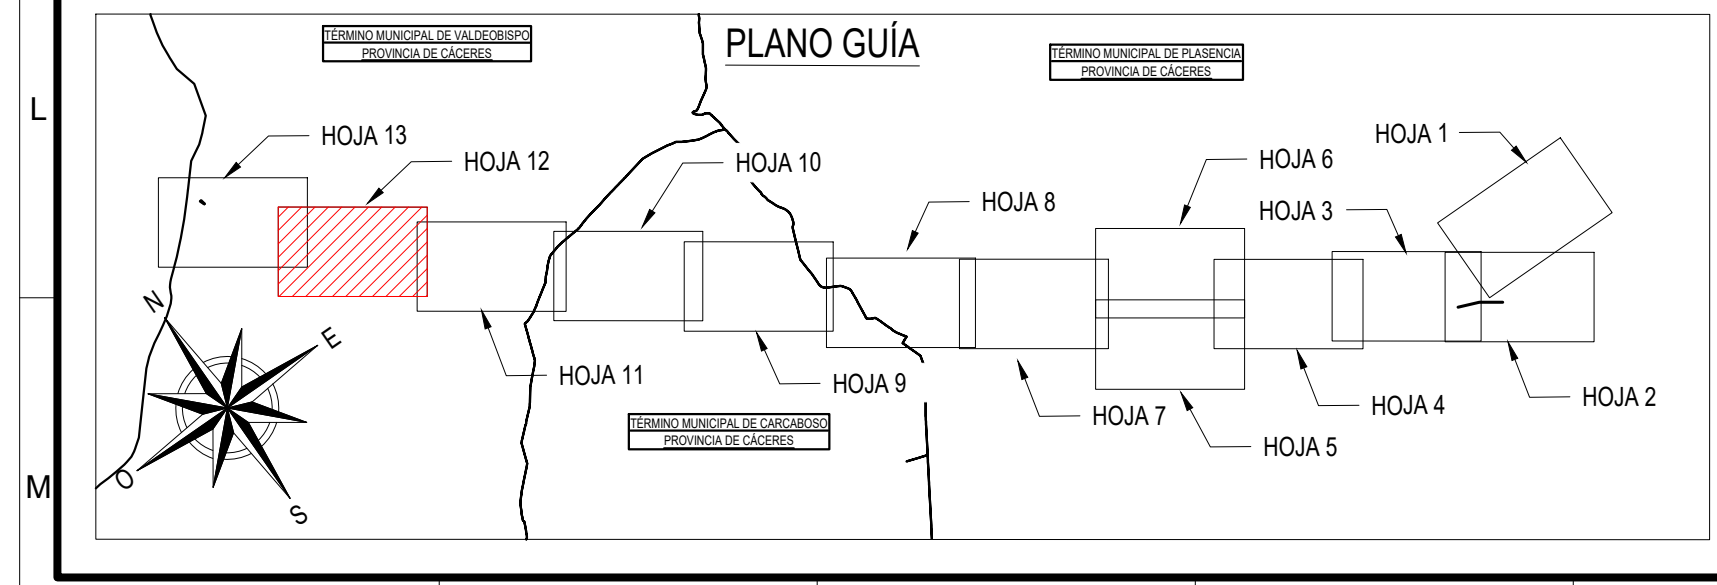 TÉRMINO MUNICIPAL DE VALDEOBISPO
PROVINCIA DE CÁCERES
PLANO GUÍA
TÉRMINO MUNICIPAL DE PLASENCIA
PROVINCIA DE CÁCERES
L
HOJA 13
HOJA 12
HOJA 10
HOJA 8
HOJA 6
HOJA 3
HOJA 1
N
E
O
S
HOJA 11
HOJA 9
HOJA 7
HOJA 5
HOJA 4
HOJA 2
TÉRMINO MUNICIPAL DE CARCABOSO
PROVINCIA DE CÁCERES
M